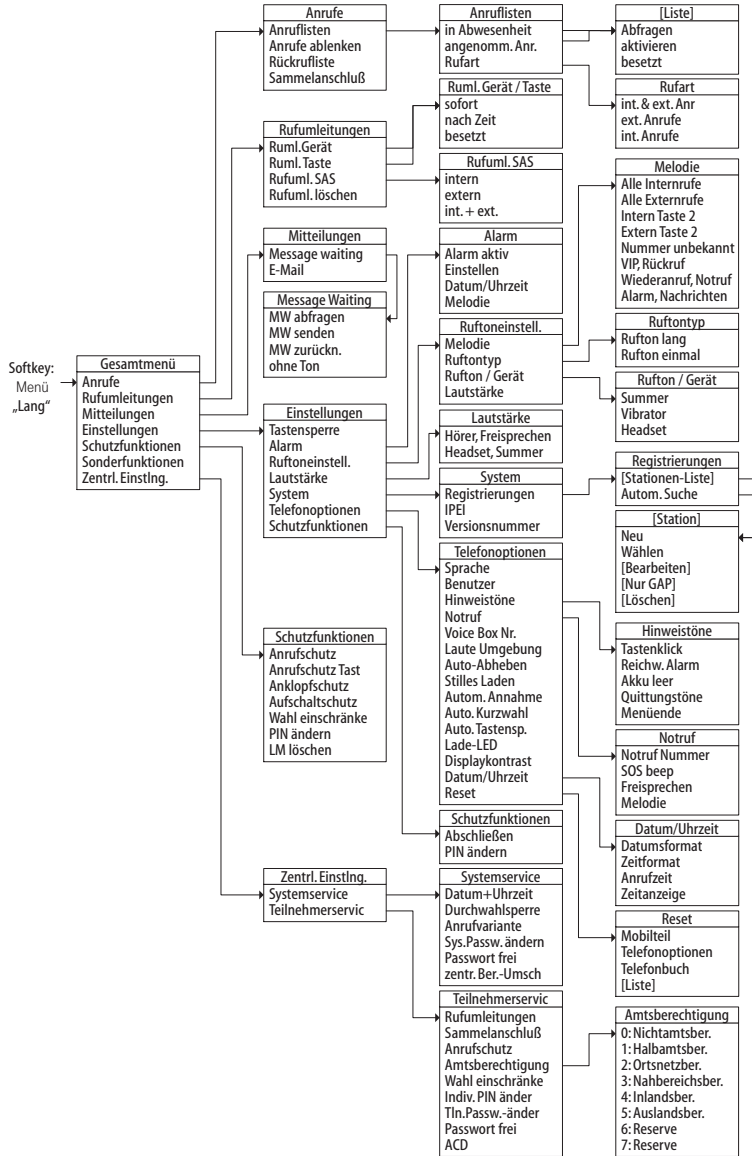 Softkey:
Menü
„Lang“
Gesamtmenü
Anrufe
Rufumleitungen
Mitteilungen
Einstellungen
Schutzfunktionen
Sonderfunktionen
Zentrl. Einstlng.
Anrufe
Anruflisten
Anrufe ablenken
Rückrufliste
Sammelanschluß
Rufumleitungen
Ruml.Gerät
Ruml. Taste
Rufuml. SAS
Rufuml. löschen
Mitteilungen
Message waiting
E-Mail
Message Waiting
MW abfragen
MW senden
MW zurückn.
ohne Ton
Einstellungen
Tastensperre
Alarm
Ruftoneinstell.
Lautstärke
System
Telefonoptionen
Schutzfunktionen
Schutzfunktionen
Anrufschutz
Anrufschutz Tast
Anklopfschutz
Aufschaltschutz
Wahl einschränke
PIN ändern
LM löschen
Zentrl. Einstlng.
Systemservice
Teilnehmerservic
Anruflisten
in Abwesenheit
angenomm. Anr.
Rufart
Ruml. Gerät / Taste
sofort
nach Zeit
besetzt
Rufuml. SAS
intern
extern
int. + ext.
Alarm
Alarm aktiv
Einstellen
Datum/Uhrzeit
Melodie
Ruftoneinstell.
Melodie
Ruftontyp
Rufton / Gerät
Lautstärke
Lautstärke
Hörer, Freisprechen
Headset, Summer
System
Registrierungen
IPEI
Versionsnummer
Telefonoptionen
Sprache
Benutzer
Hinweistöne
Notruf
Voice Box Nr.
Laute Umgebung
Auto-Abheben
Stilles Laden
Autom. Annahme
Auto. Kurzwahl
Auto. Tastensp.
Lade-LED
Displaykontrast
Datum/Uhrzeit
Reset
Schutzfunktionen
Abschließen
PIN ändern
Systemservice
Datum+Uhrzeit
Durchwahlsperre
Anrufvariante
Sys.Passw. ändern
Passwort frei
zentr. Ber.-Umsch
Teilnehmerservic
Rufumleitungen
Sammelanschluß
Anrufschutz
Amtsberechtigung
Wahl einschränke
Indiv. PIN änder
Tln.Passw.-änder
Passwort frei
ACD
[Liste]
Abfragen
aktivieren
besetzt
Rufart
int. & ext. Anr
ext. Anrufe
int. Anrufe
Melodie
Alle Internrufe
Alle Externrufe
Intern Taste 2
Extern Taste 2
Nummer unbekannt
VIP, Rückruf
Wiederanruf, Notruf
Alarm, Nachrichten
Ruftontyp
Rufton lang
Rufton einmal
Rufton / Gerät
Summer
Vibrator
Headset
Registrierungen
[Stationen-Liste]
Autom. Suche
[Station]
Neu
Wählen
[Bearbeiten]
[Nur GAP]
[Löschen]
Hinweistöne
Tastenklick
Reichw. Alarm
Akku leer
Quittungstöne
Menüende
Notruf
Notruf Nummer
SOS beep
Freisprechen
Melodie
Datum/Uhrzeit
Datumsformat
Zeitformat
Anrufzeit
Zeitanzeige
Reset
Mobilteil
Telefonoptionen
Telefonbuch
[Liste]
Amtsberechtigung
0: Nichtamtsber.
1: Halbamtsber.
2: Ortsnetzber.
3: Nahbereichsber.
4: Inlandsber.
5: Auslandsber.
6: Reserve
7: Reserve